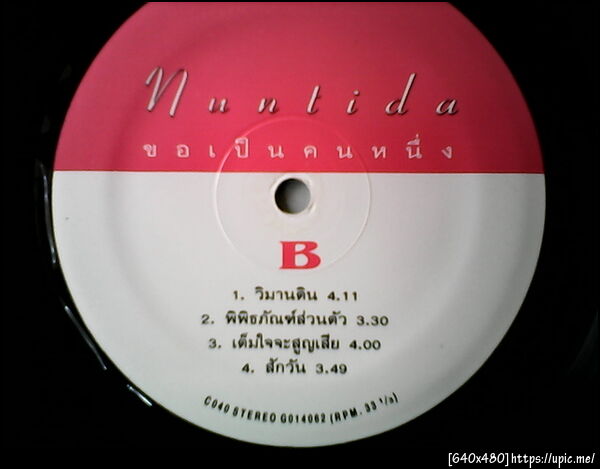 Nuntida
ขอเป็นคนหนึ่ง
B
1. วิมานดิน 4.11
2. พิพิธภัณฑ์ส่วนตัว 3.30
3. เต็มใจจะสูญเสีย 4.00
4. สักวัน 3.49
C040 STEREO G014062 (RPM. 33 1/3)
[640x480]https://upic.me/